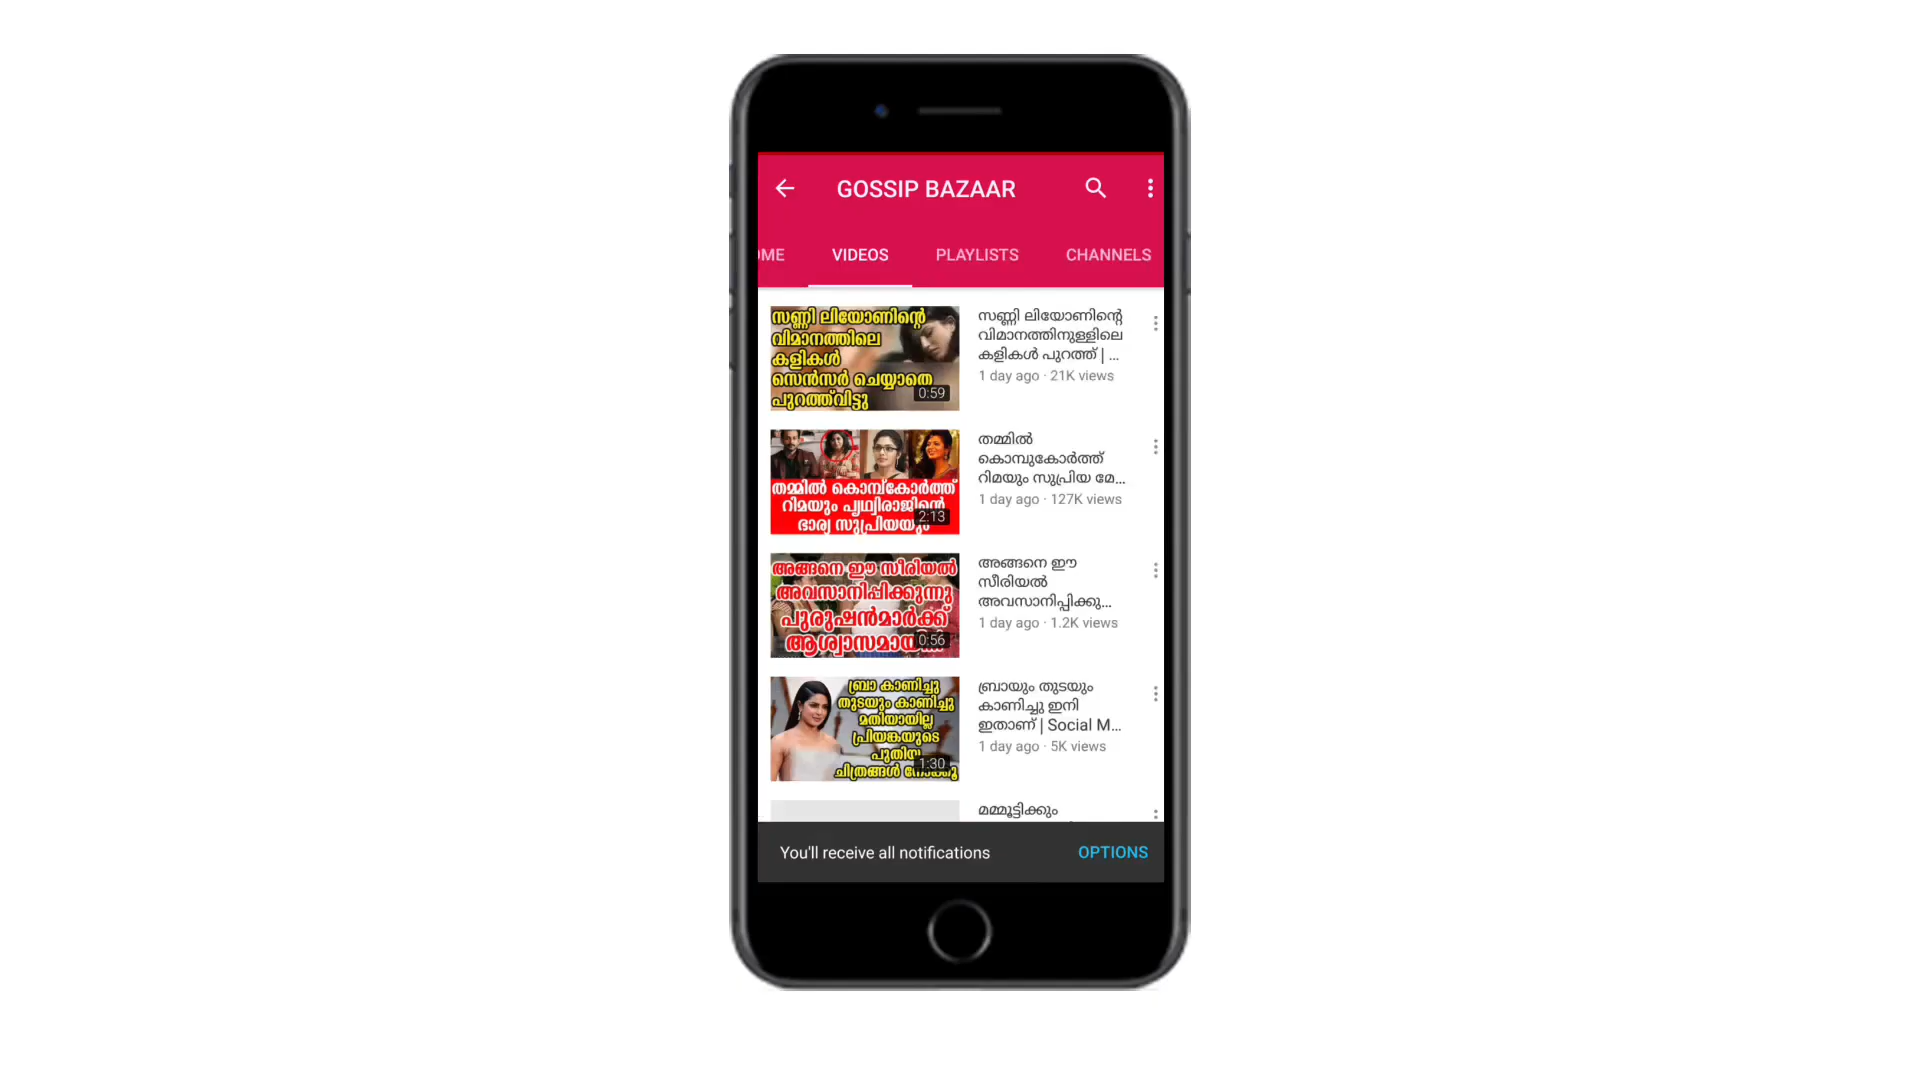 GOSSIP BAZAAR
OME VIDEOS PLAYLISTS CHANNELS
സണ്ണി ലിയോണിന്റെ
വിമാനത്തിലെ
കളികൾ
സെൻസർ ചെയ്യാതെ
പുറത്ത്‌വിട്ടു
0:59
സണ്ണി ലിയോണിന്റെ
വിമാനത്തിനുള്ളിലെ
കളികൾ പുറത്ത് | ...
1 day ago · 21K views
തമ്മിൽ കൊമ്പ്കോർത്ത്
റിമയും പൃഥ്വിരാജിന്റെ
ഭാര്യ സുപ്രിയയും
2:13
തമ്മിൽ
കൊമ്പുകോർത്ത്
റിമയും സുപ്രിയ മേ...
1 day ago · 127K views
അങ്ങനെ ഈ സീരിയൽ
അവസാനിപ്പിക്കുന്നു
പുരുഷൻമാർക്ക്
0:56
അങ്ങനെ ഈ
സീരിയൽ
അവസാനിപ്പിക്കു...
1 day ago · 1.2K views
ബ്രാ കാണിച്ചു
തുടയും കാണിച്ചു
മതിയായില്ല
പ്രിയങ്കയുടെ
പുതിയ
ചിത്രങ്ങൾ നോക്കൂ
1:30
ബ്രായും തുടയും
കാണിച്ചു ഇനി
ഇതാണ് | Social M...
1 day ago · 5K views
മമ്മൂട്ടിക്കും
You'll receive all notifications OPTIONS